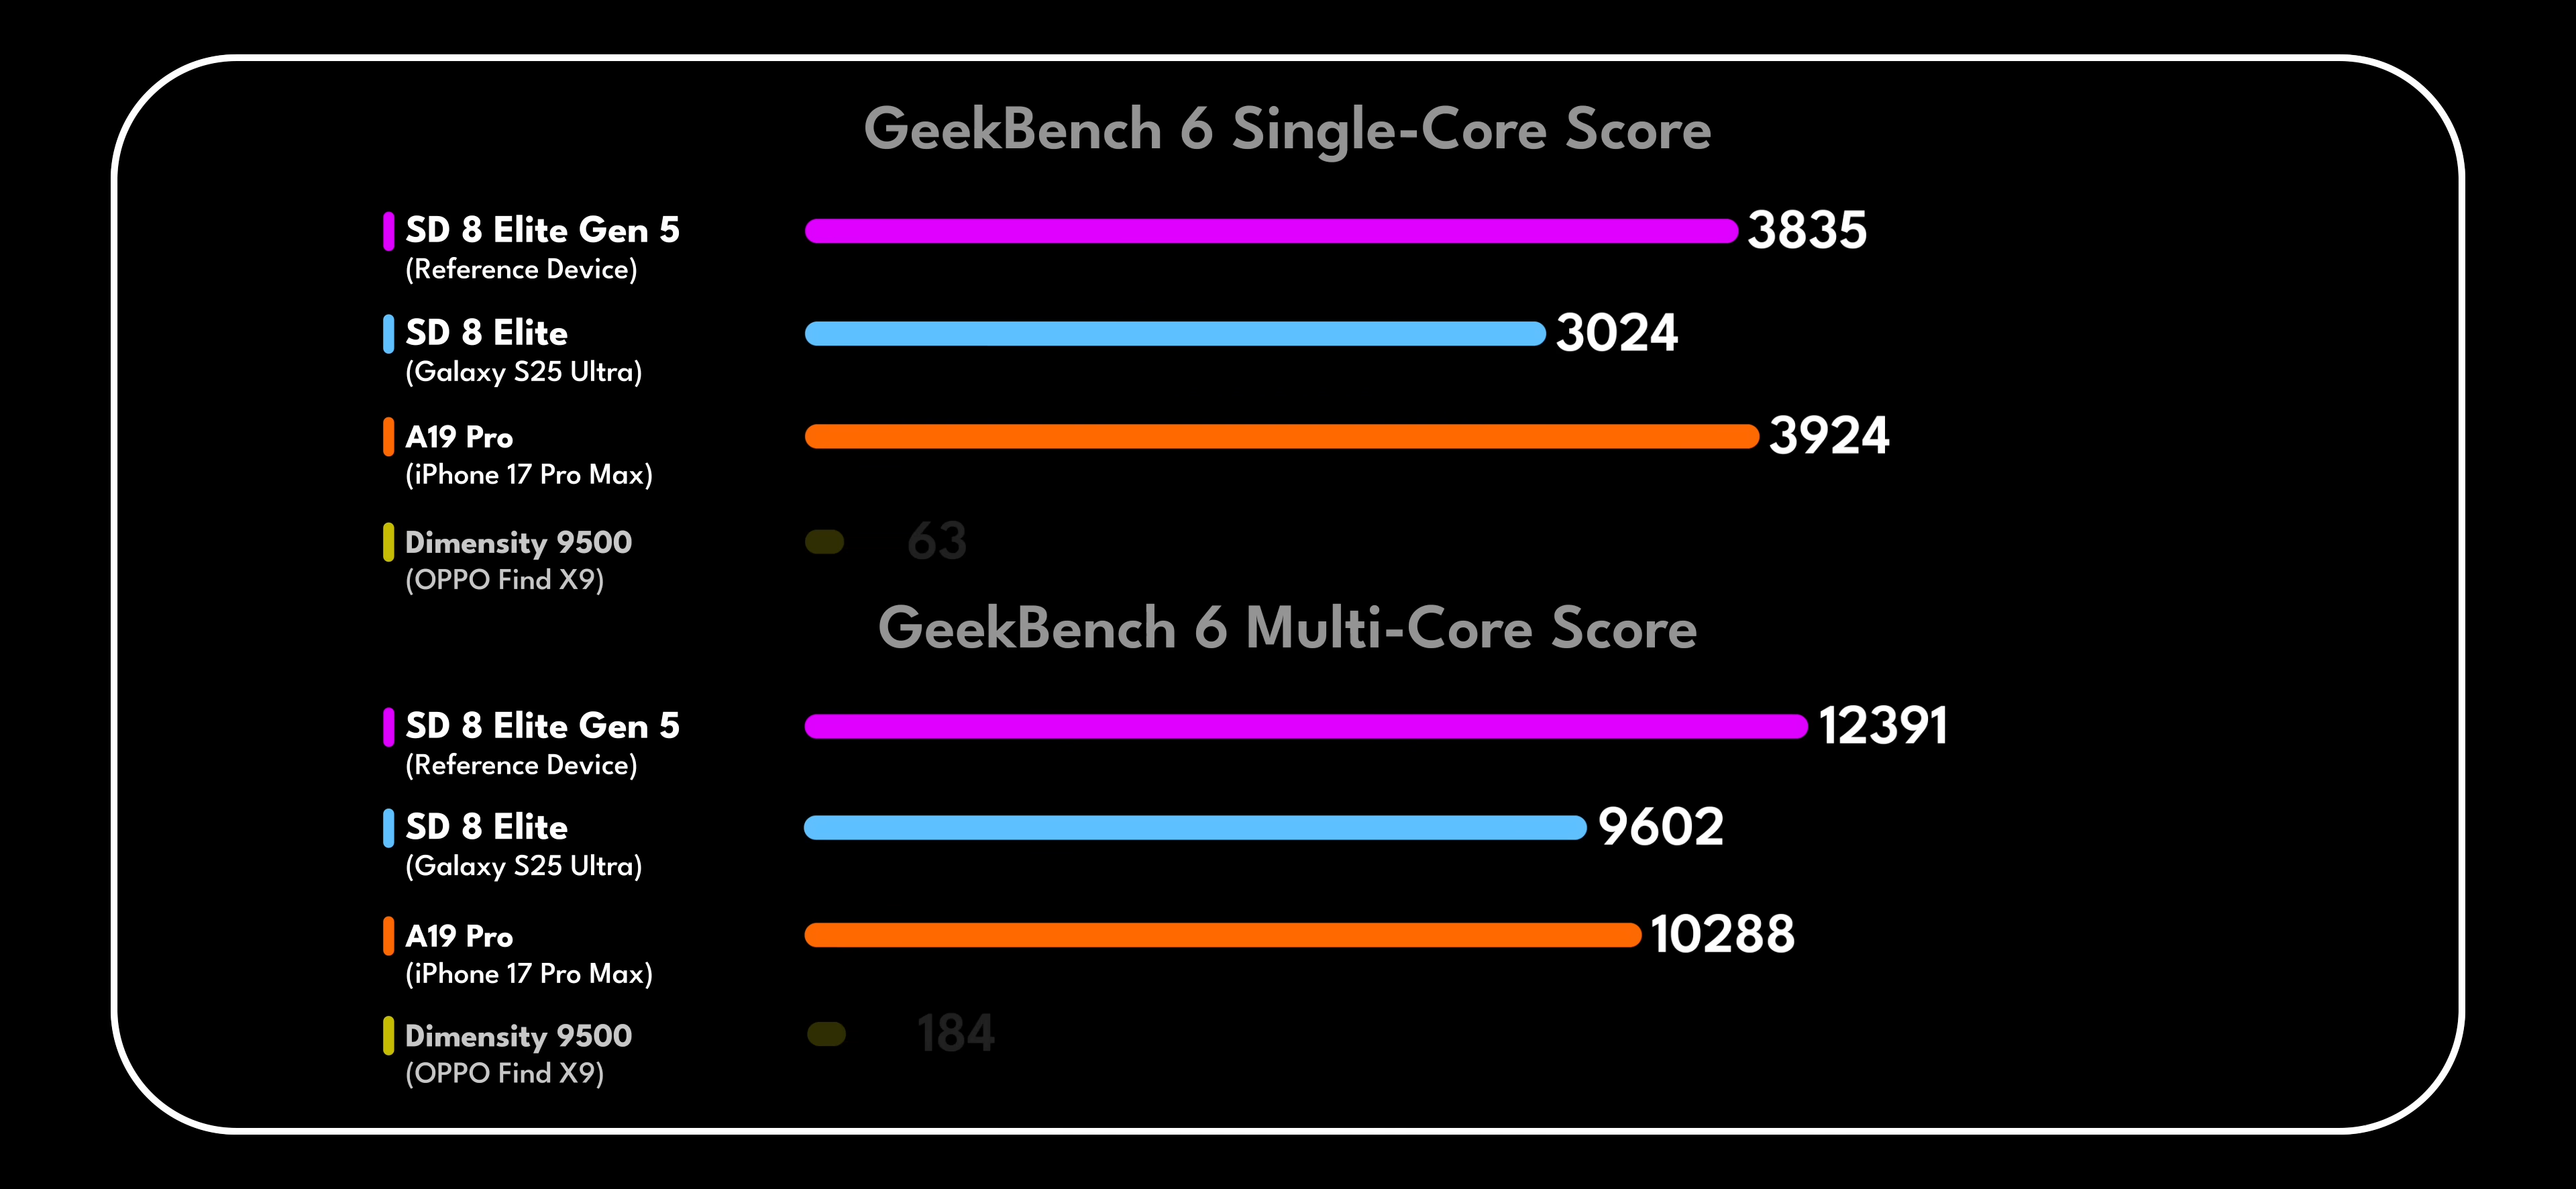 GeekBench 6 Single-Core Score
SD 8 Elite Gen 5
(Reference Device)
3835
SD 8 Elite
(Galaxy S25 Ultra)
3024
A19 Pro
(iPhone 17 Pro Max)
3924
Dimensity 9500
(OPPO Find X9)
63
GeekBench 6 Multi-Core Score
SD 8 Elite Gen 5
(Reference Device)
12391
SD 8 Elite
(Galaxy S25 Ultra)
9602
A19 Pro
(iPhone 17 Pro Max)
10288
Dimensity 9500
(OPPO Find X9)
184